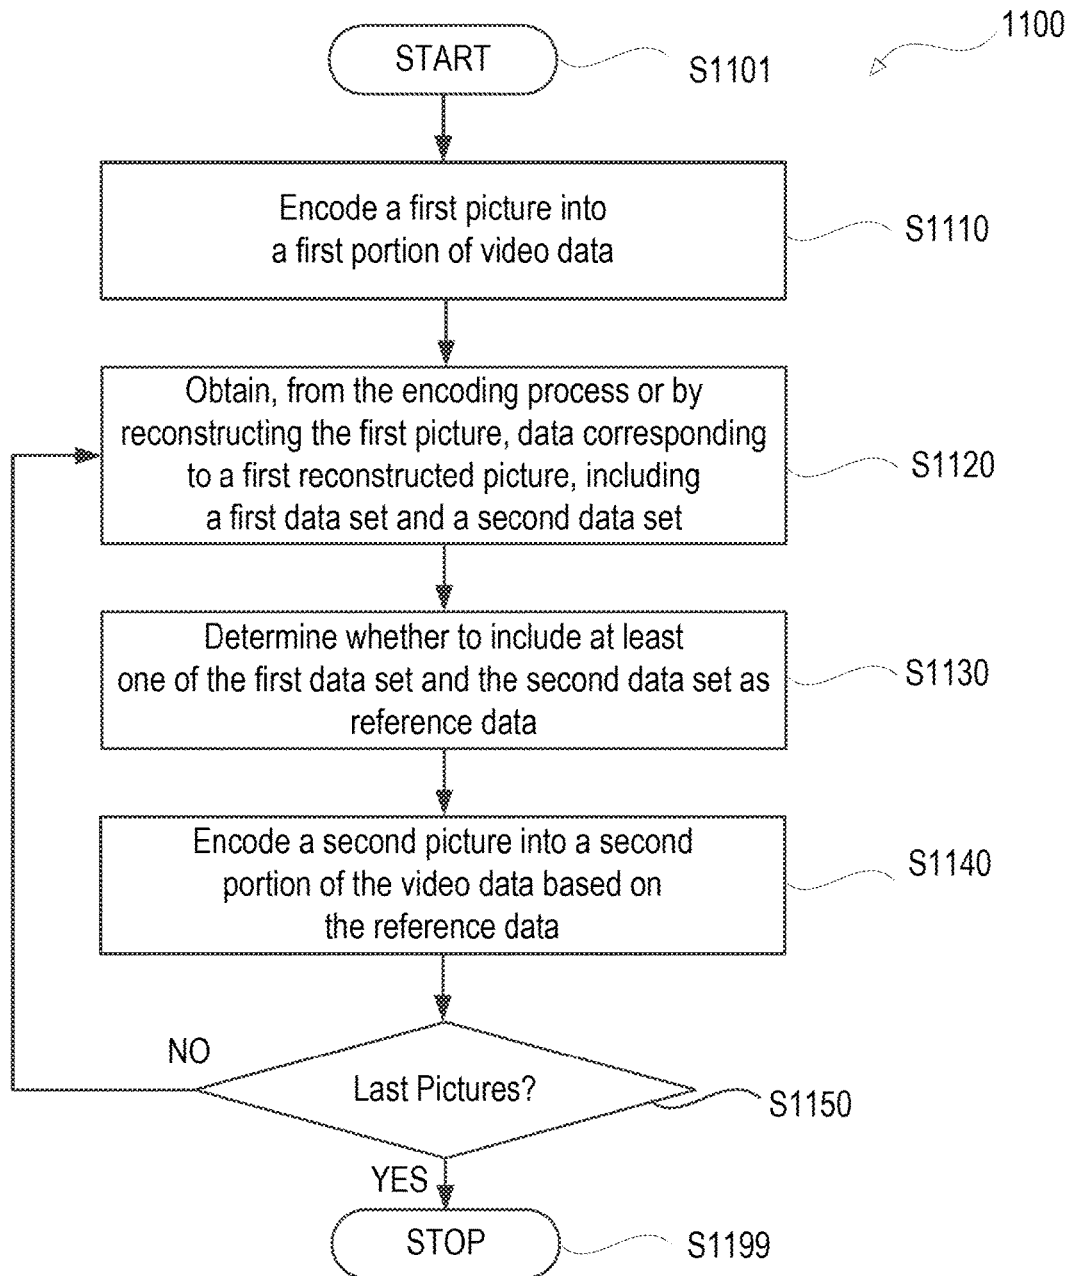 1100
START
S1101
Encode a first picture into
a first portion of video data
S1110
Obtain, from the encoding process or by
reconstructing the first picture, data corresponding
to a first reconstructed picture, including
a first data set and a second data set
S1120
Determine whether to include at least
one of the first data set and the second data set as
reference data
S1130
Encode a second picture into a second
portion of the video data based on
the reference data
S1140
NO
Last Pictures?
S1150
YES
STOP
S1199